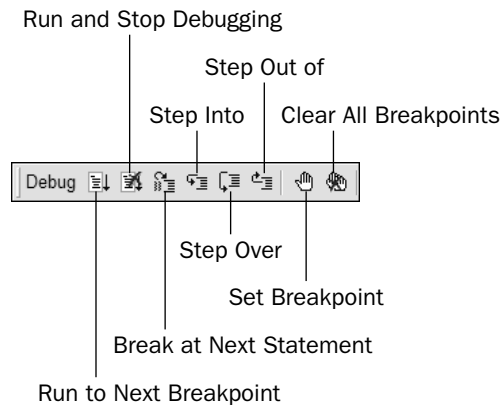 Run and Stop Debugging
Step Out of
Step Into
Clear All Breakpoints
Debug
Step Over
Set Breakpoint
Break at Next Statement
Run to Next Breakpoint